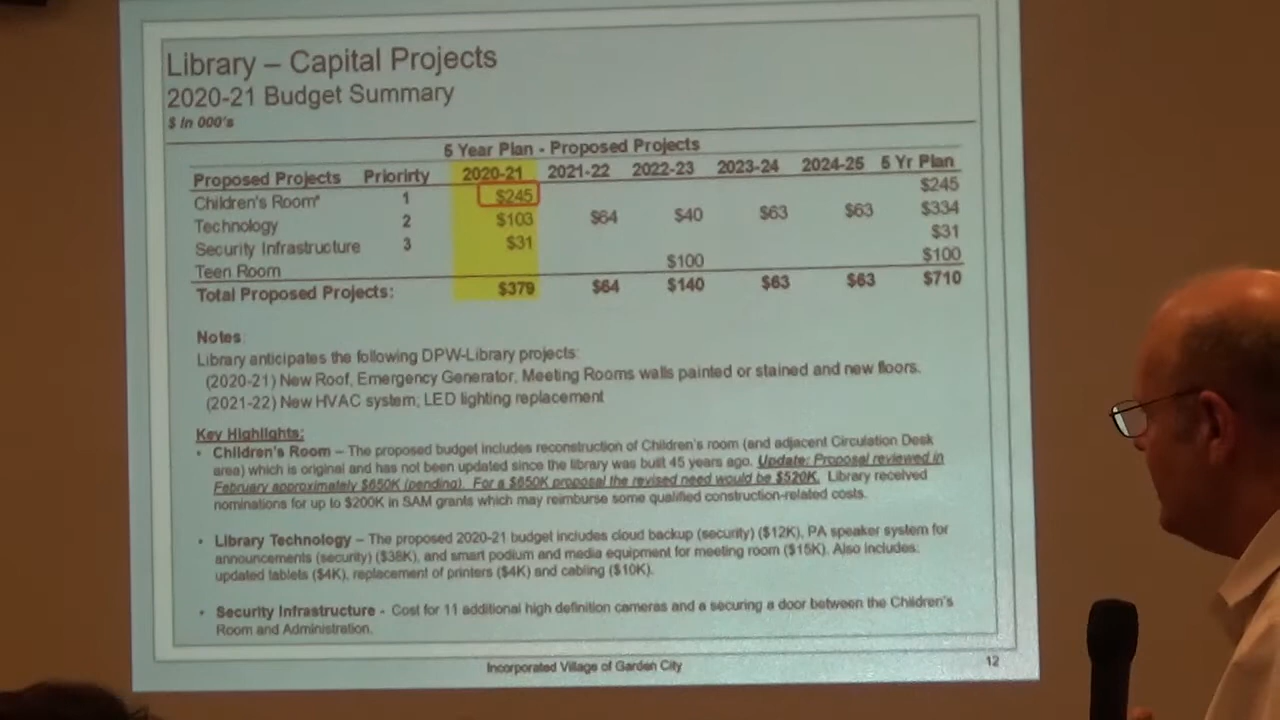 Library – Capital Projects
2020-21 Budget Summary
$ In 000's
5 Year Plan - Proposed Projects
Proposed Projects Priorirty 2020-21 2021-22 2022-23 2023-24 2024-25 5 Yr Plan
Children's Room* 1 $245 $245
Technology 2 $103 $64 $40 $63 $63 $334
Security Infrastructure 3 $31 $31
Teen Room $100 $100
Total Proposed Projects: $379 $64 $140 $63 $63 $710
Notes:
Library anticipates the following DPW-Library projects:
(2020-21) New Roof, Emergency Generator, Meeting Rooms walls painted or stained and new floors.
(2021-22) New HVAC system, LED lighting replacement
Key Highlights:
• Children's Room – The proposed budget includes reconstruction of Children's room (and adjacent Circulation Desk
area) which is original and has not been updated since the library was built 45 years ago. Update: Proposal reviewed in
February approximately $650K (pending). For a $650K proposal the revised need would be $520K. Library received
nominations for up to $200K in SAM grants which may reimburse some qualified construction-related costs.
• Library Technology – The proposed 2020-21 budget includes cloud backup (security) ($12K), PA speaker system for
announcements (security) ($38K), and smart podium and media equipment for meeting room ($15K). Also includes:
updated tablets ($4K), replacement of printers ($4K) and cabling ($10K).
• Security Infrastructure - Cost for 11 additional high definition cameras and a securing a door between the Children's
Room and Administration.
Incorporated Village of Garden City
12